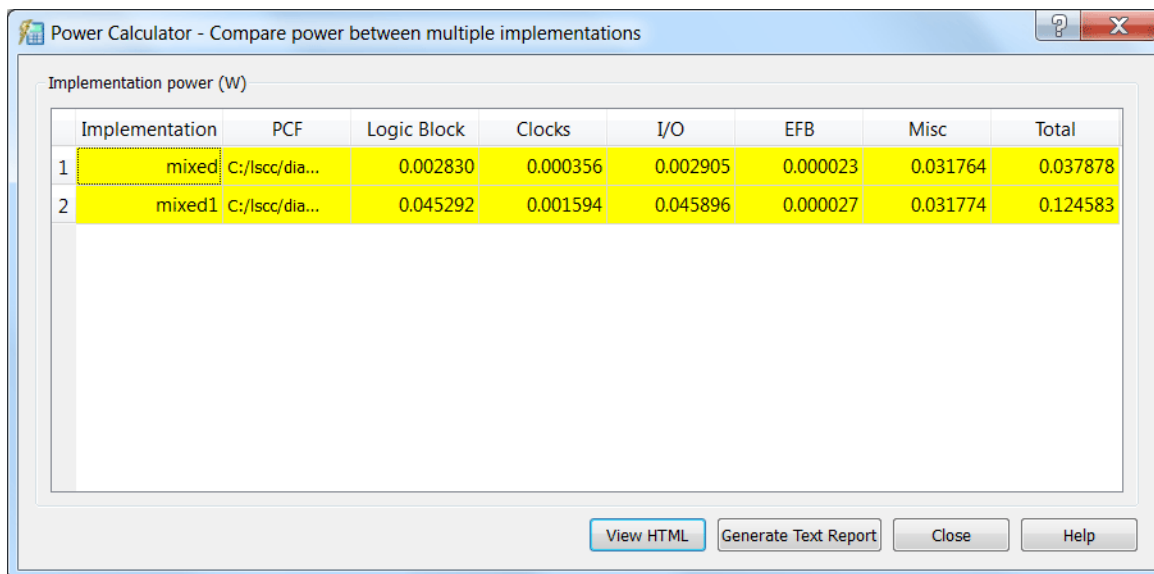 Power Calculator - Compare power between multiple implementations
Implementation power (W)
Implementation PCF Logic Block Clocks I/O EFB Misc Total
1 mixed C:/lscc/dia... 0.002830 0.000356 0.002905 0.000023 0.031764 0.037878
2 mixed1 C:/lscc/dia... 0.045292 0.001594 0.045896 0.000027 0.031774 0.124583
View HTML Generate Text Report Close Help